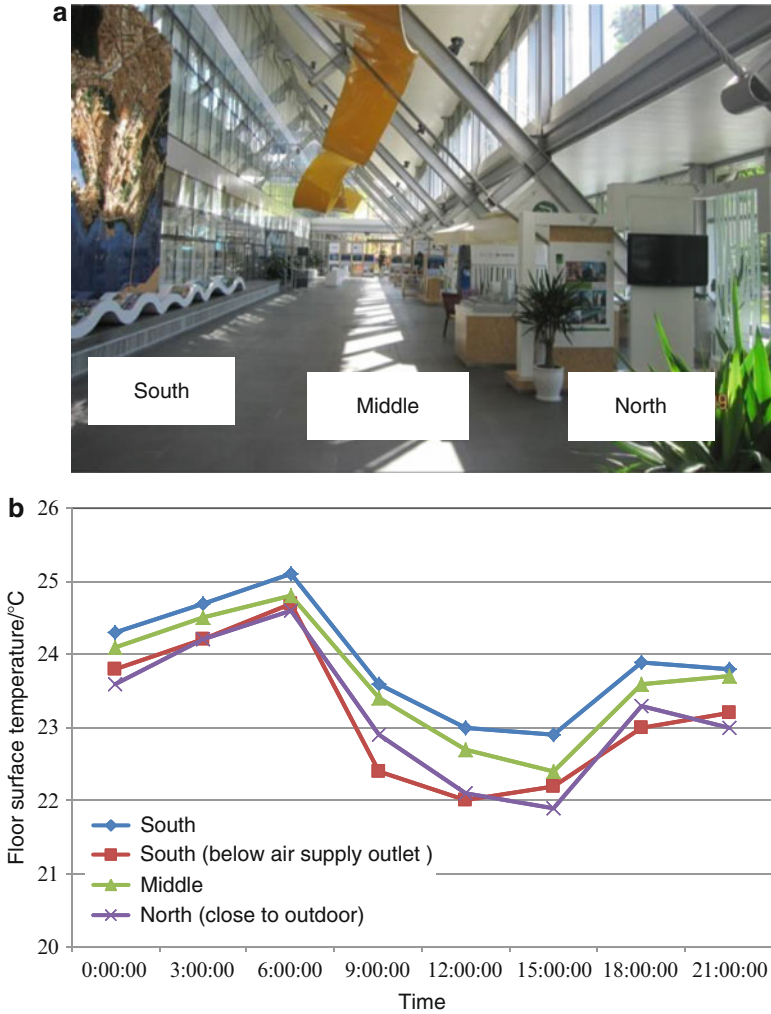 a
South
Middle
North
b
26
25
24
23
22
21
20
Floor surface temperature/°C
South
South (below air supply outlet )
Middle
North (close to outdoor)
0:00:00 3:00:00 6:00:00 9:00:00 12:00:00 15:00:00 18:00:00 21:00:00
Time